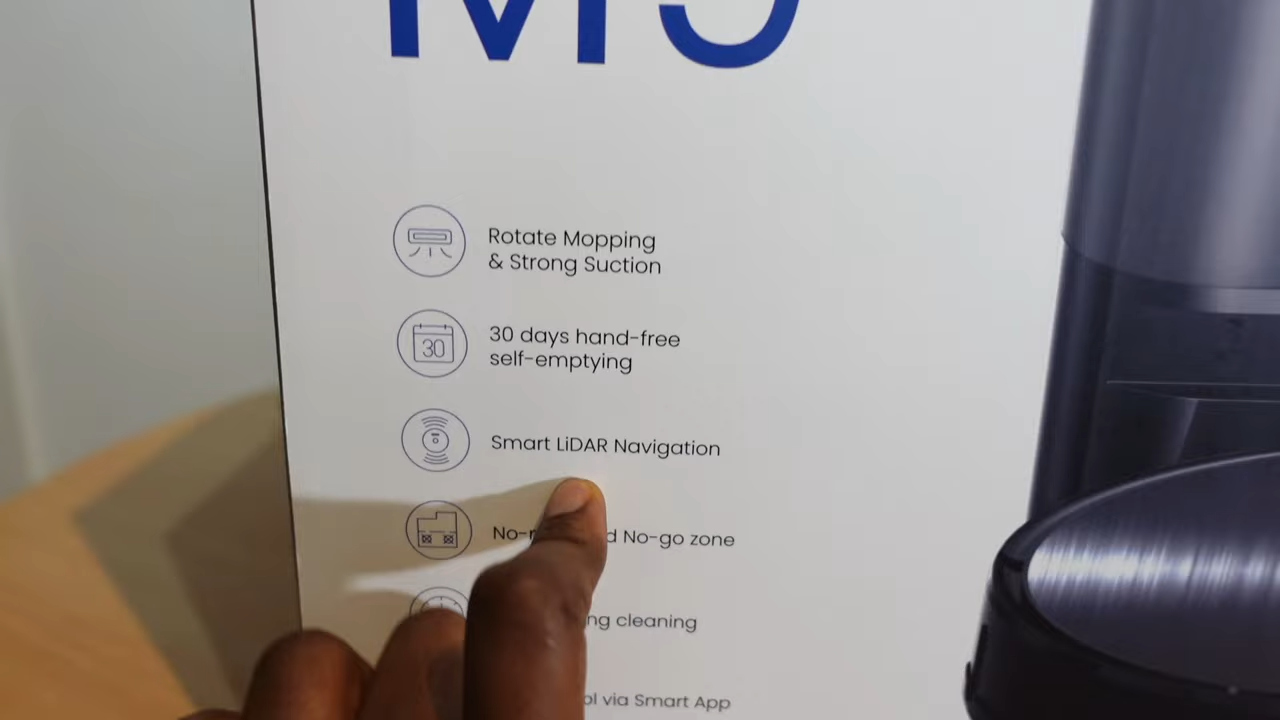 Rotate Mopping
& Strong Suction
30 days hand-free
self-emptying
30
Smart LiDAR Navigation
No-go zone
cleaning
via Smart App